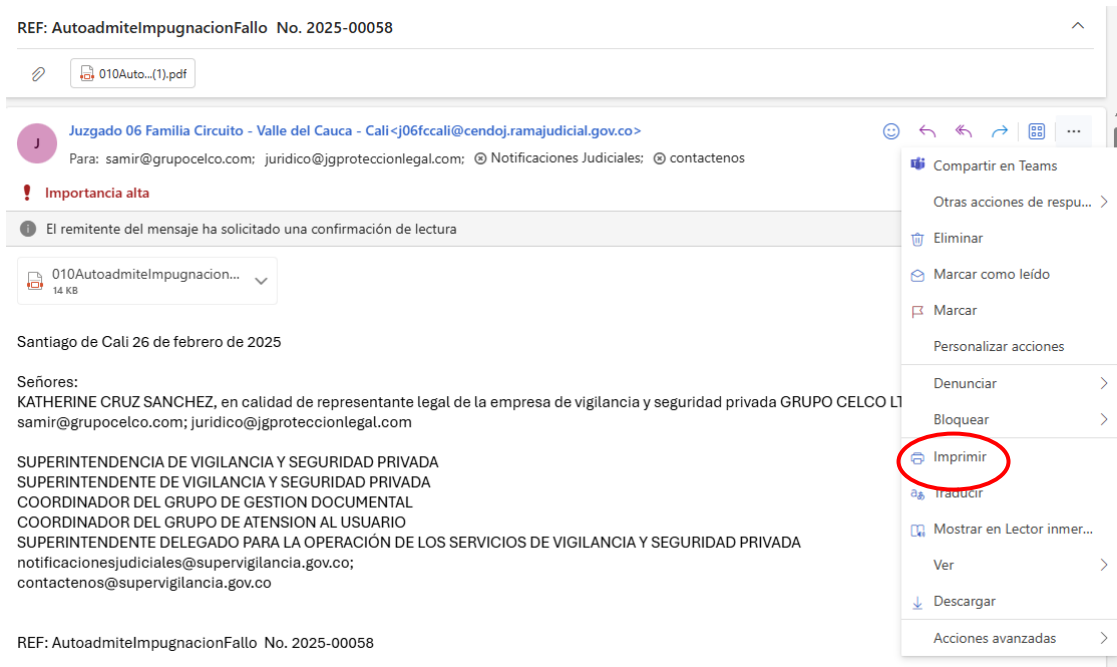 REF: AutoadmiteImpugnacionFallo No. 2025-00058
010Auto...(1).pdf
J
Juzgado 06 Familia Circuito - Valle del Cauca - Cali<j06fccali@cendoj.ramajudicial.gov.co>
Para: samir@grupocelco.com; juridico@jgproteccionlegal.com; Notificaciones Judiciales; contactenos
Importancia alta
El remitente del mensaje ha solicitado una confirmación de lectura
010AutoadmiteImpugnacion...
14 KB
Santiago de Cali 26 de febrero de 2025
Señores:
KATHERINE CRUZ SANCHEZ, en calidad de representante legal de la empresa de vigilancia y seguridad privada GRUPO CELCO LT
samir@grupocelco.com; juridico@jgproteccionlegal.com
SUPERINTENDENCIA DE VIGILANCIA Y SEGURIDAD PRIVADA
SUPERINTENDENTE DE VIGILANCIA Y SEGURIDAD PRIVADA
COORDINADOR DEL GRUPO DE GESTION DOCUMENTAL
COORDINADOR DEL GRUPO DE ATENSION AL USUARIO
SUPERINTENDENTE DELEGADO PARA LA OPERACIÓN DE LOS SERVICIOS DE VIGILANCIA Y SEGURIDAD PRIVADA
notificacionesjudiciales@supervigilancia.gov.co;
contactenos@supervigilancia.gov.co
REF: AutoadmiteImpugnacionFallo No. 2025-00058
Compartir en Teams
Otras acciones de respu...
Eliminar
Marcar como leído
Marcar
Personalizar acciones
Denunciar
Bloquear
Imprimir
Traducir
Mostrar en Lector inmer...
Ver
Descargar
Acciones avanzadas